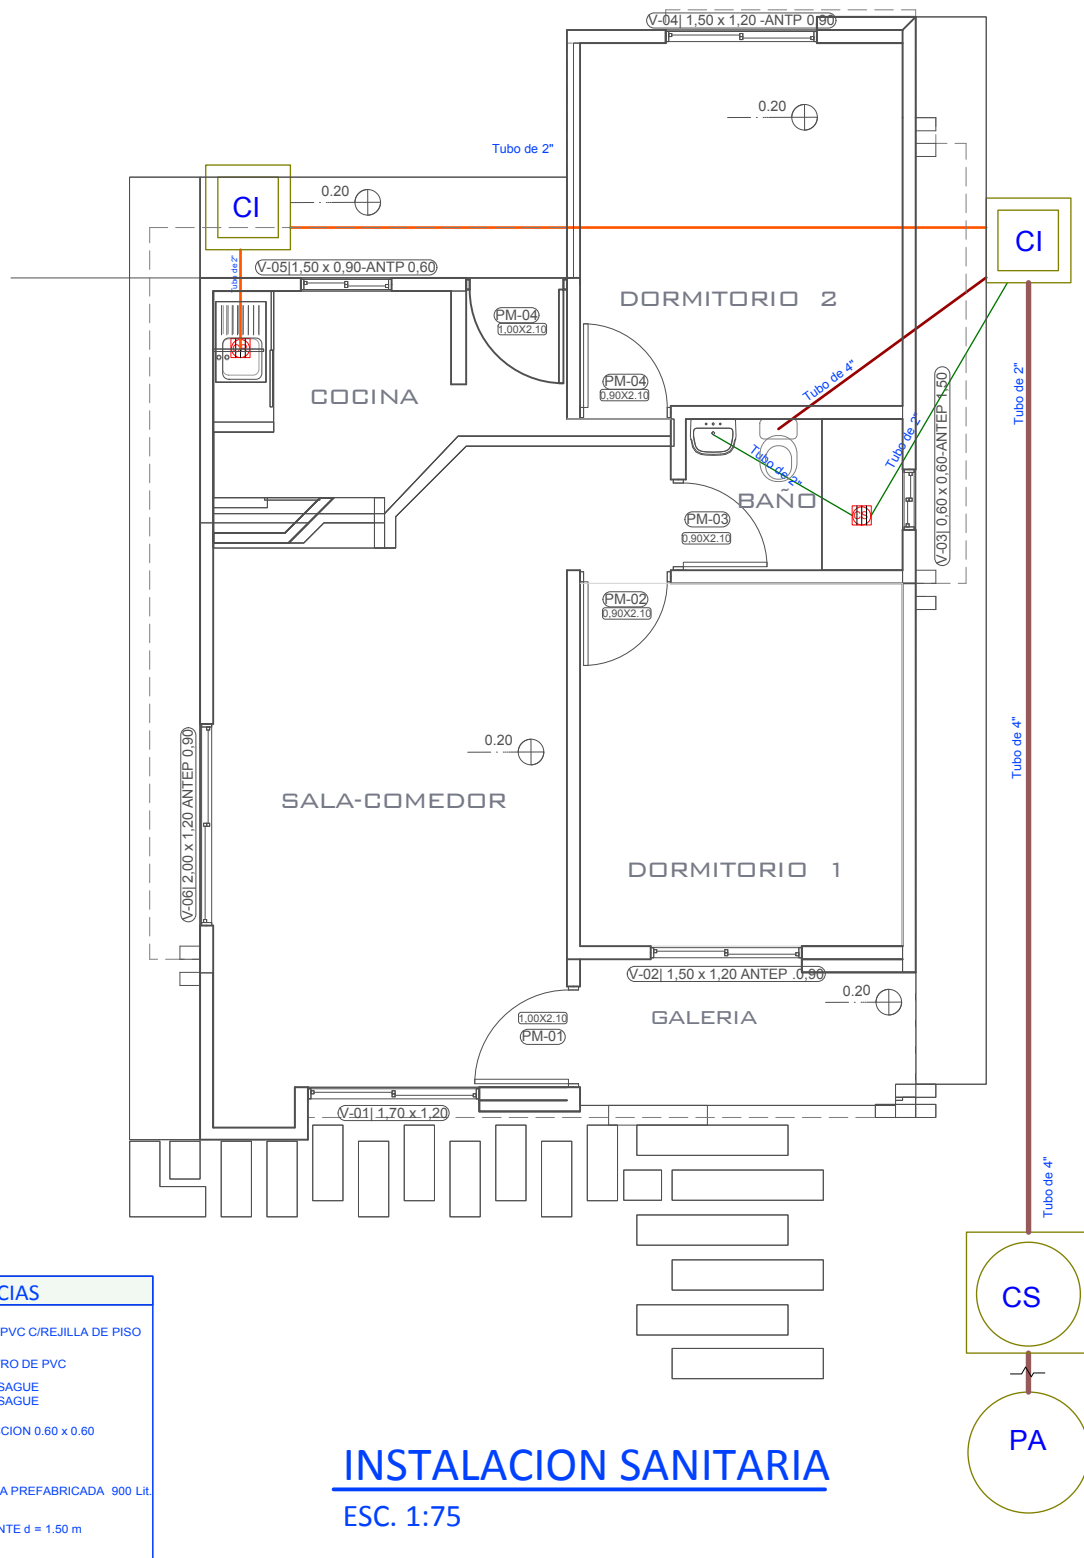 V-04| 1,50 x 1,20 -ANTP 0,90
0.20
Tubo de 2"
CI
0.20
CI
Tubo de 2"
V-05|1,50 x 0,90-ANTP 0,60
DORMITORIO 2
PM-04
1,00X2.10
COCINA
PM-04
0,90X2.10
Tubo de 4"
Tubo de 2"
V-03| 0,60 x 0,60-ANTEP 1,50
Tubo de 2"
Tubo de 2"
BAÑO
PM-03
0,90X2.10
PM-02
0,90X2.10
V-06| 2,00 x 1,20 ANTEP 0,90
0.20
Tubo de 4"
SALA-COMEDOR
DORMITORIO 1
V-02| 1,50 x 1,20 ANTEP .0,90
0.20
GALERIA
1,00X2.10
PM-01
V-01| 1,70 x 1,20
Tubo de 4"
CS
PA
CIAS
PVC C/REJILLA DE PISO
RO DE PVC
SAGUE
SAGUE
CION 0.60 x 0.60
A PREFABRICADA 900 Lit.
NTE d = 1.50 m
INSTALACION SANITARIA
ESC. 1:75